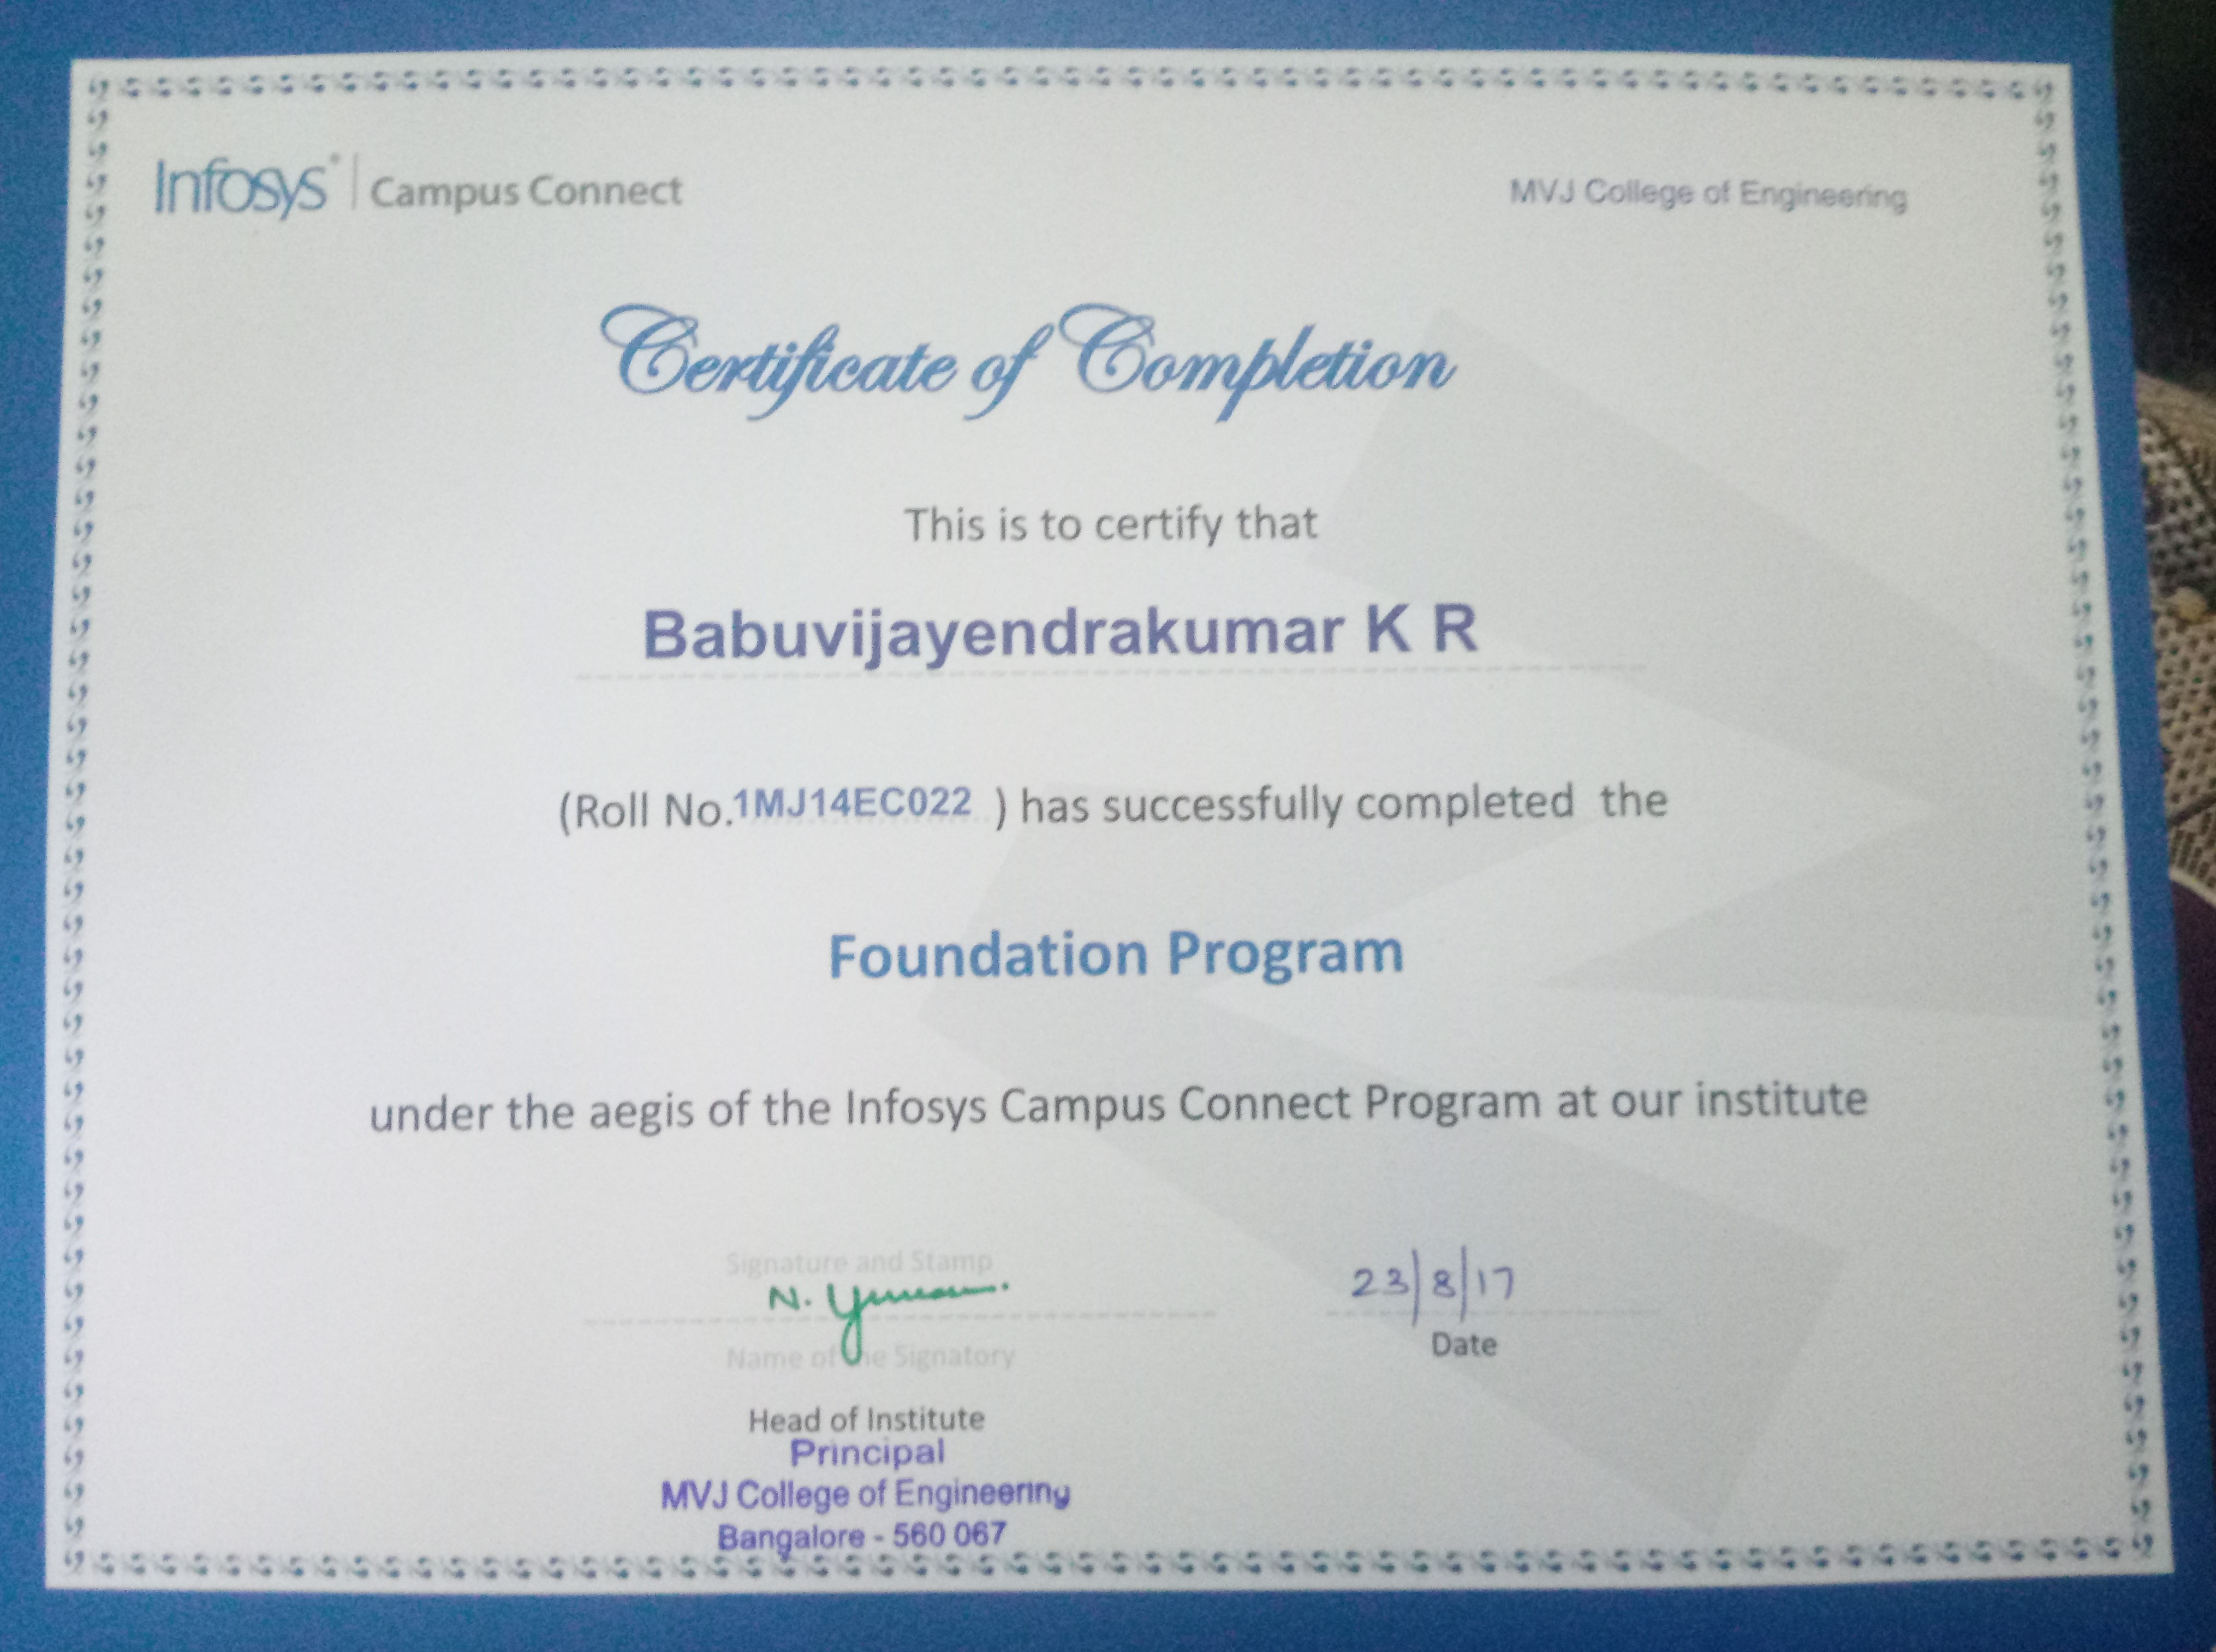 Infosys® | Campus Connect
MVJ College of Engineering
Certificate of Completion
This is to certify that
Babuvijayendrakumar K R
(Roll No.1MJ14EC022 ) has successfully completed the
Foundation Program
under the aegis of the Infosys Campus Connect Program at our institute
Signature and Stamp
N.
23/8/17
Name of the Signatory
Date
Head of Institute
Principal
MVJ College of Engineering
Bangalore - 560 067